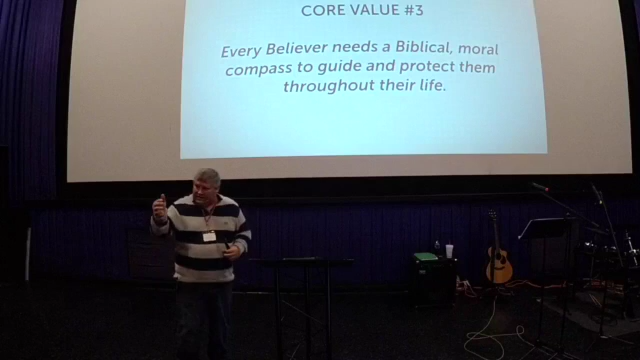 CORE VALUE #3
Every Believer needs a Biblical, moral
compass to guide and protect them
throughout their life.